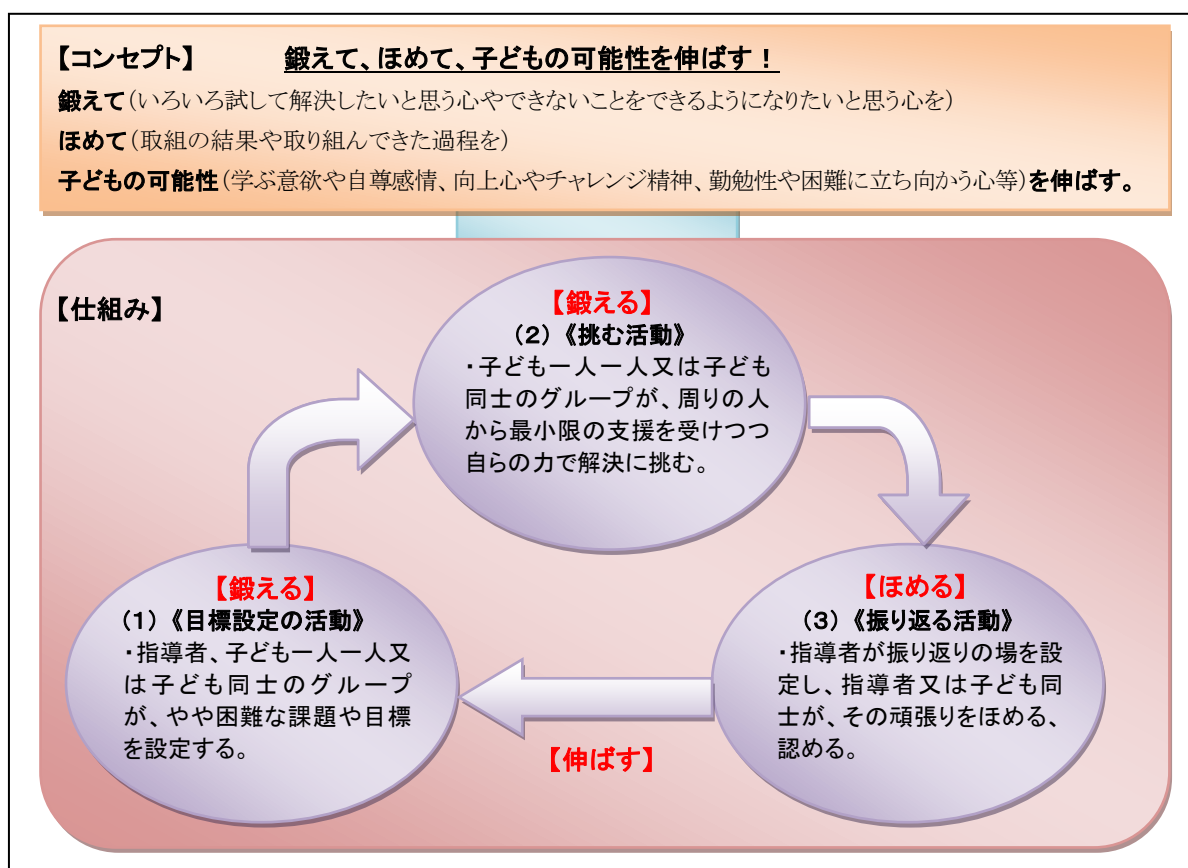 【コンセプト】　鍛えて、ほめて、子どもの可能性を伸ばす！
鍛えて（いろいろ試して解決したいと思う心やできないことをできるようになりたいと思う心を）
ほめて（取組の結果や取り組んできた過程を）
子どもの可能性（学ぶ意欲や自尊感情、向上心やチャレンジ精神、勤勉性や困難に立ち向かう心等）を伸ばす。
【仕組み】
【鍛える】
（１）《目標設定の活動》
・指導者、子ども一人一人又
は子ども同士のグループ
が、やや困難な課題や目標
を設定する。
【鍛える】
（２）《挑む活動》
・子ども一人一人又は子ども
同士のグループが、周りの人
から最小限の支援を受けつつ
自らの力で解決に挑む。
【ほめる】
（３）《振り返る活動》
・指導者が振り返りの場を設
定し、指導者又は子ども同
士が、その頑張りをほめる、
認める。
【伸ばす】